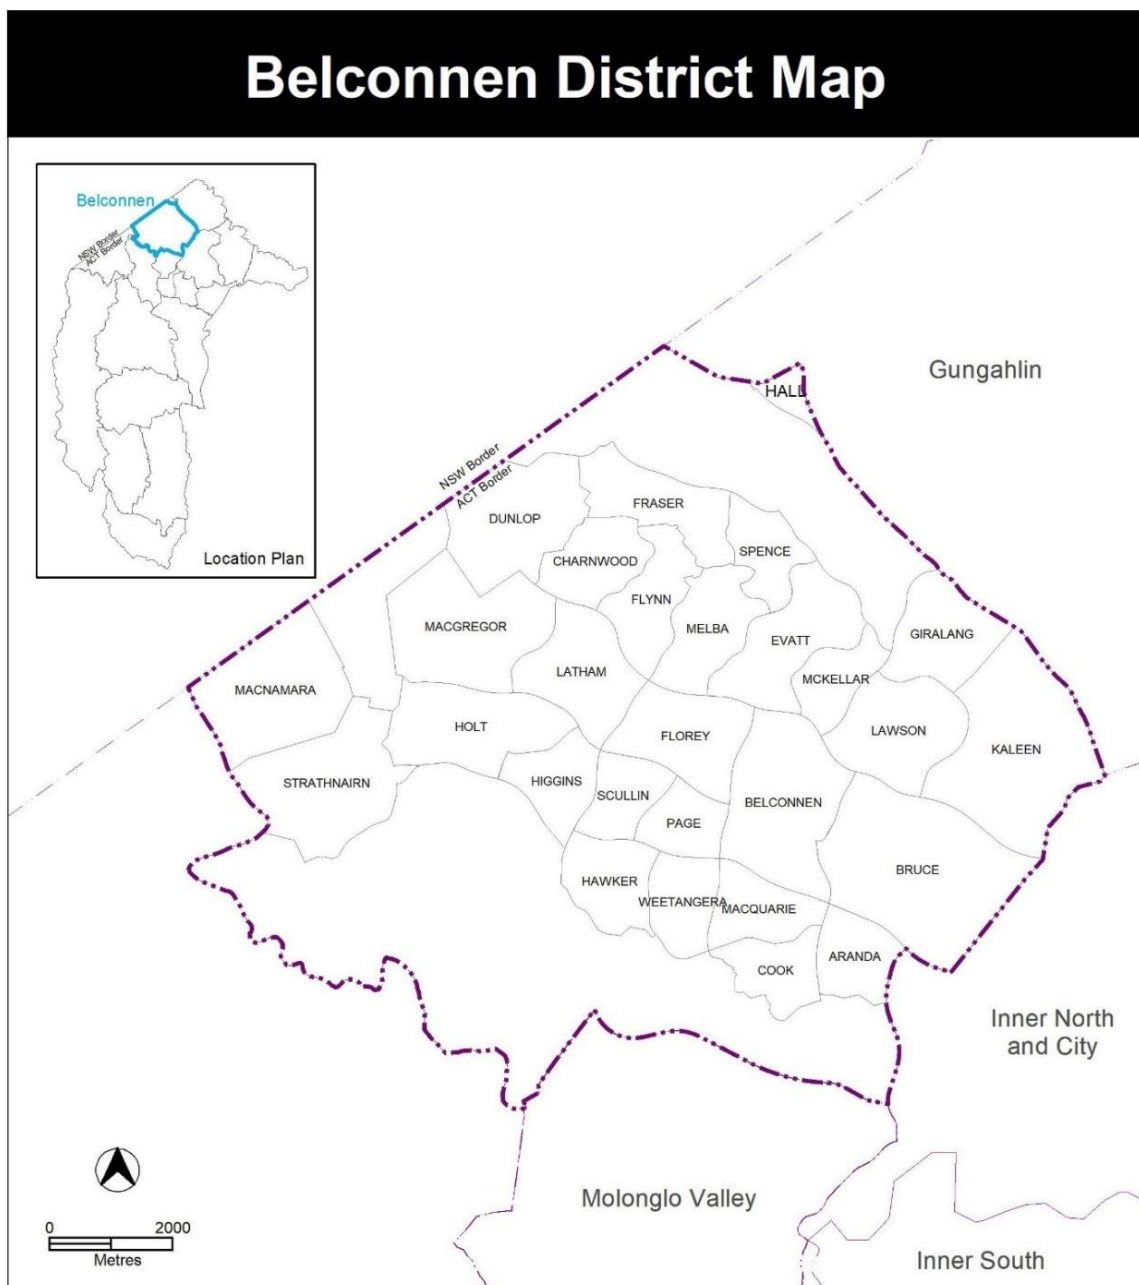 Belconnen District Map
Belconnen
NSW Border
ACT Border
Location Plan
Gungahlin
HALL
NSW Border
ACT Border
DUNLOP
FRASER
SPENCE
CHARNWOOD
FLYNN
MACGREGOR
MELBA
EVATT
GIRALANG
LATHAM
MCKELLAR
MACNAMARA
HOLT
FLOREY
LAWSON
KALEEN
STRATHNAIRN
HIGGINS
SCULLIN
BELCONNEN
PAGE
BRUCE
HAWKER
WEETANGERA
MACQUARIE
ARANDA
COOK
Inner North
and City
Molonglo Valley
Inner South
0 2000
Metres